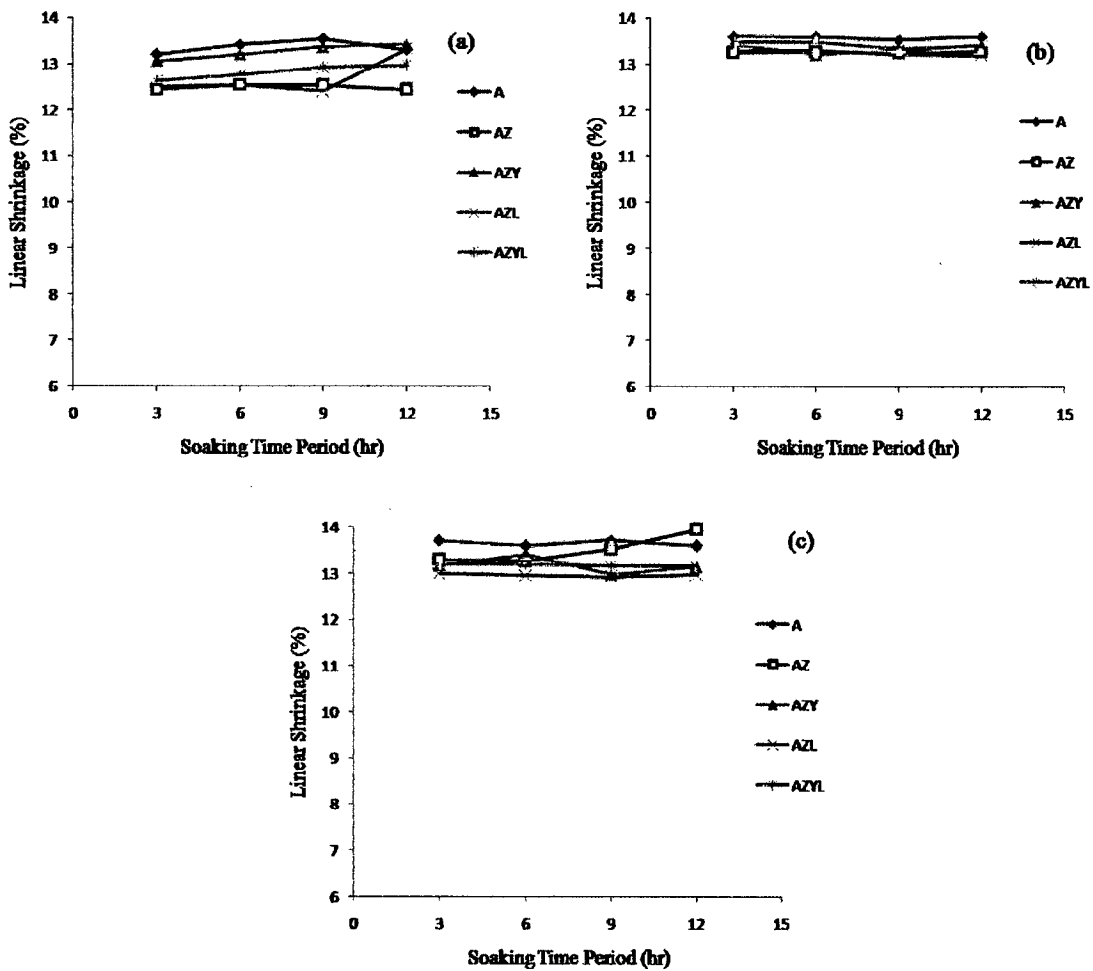 (a)
Linear Shrinkage (%)
14
13
12
11
10
9
8
7
6
0
3
6
9
12
15
Soaking Time Period (hr)
A
AZ
AZY
AZL
AZYL
(b)
Linear Shrinkage (%)
14
13
12
11
10
9
8
7
6
0
3
6
9
12
15
Soaking Time Period (hr)
A
AZ
AZY
AZL
AZYL
(c)
Linear Shrinkage (%)
14
13
12
11
10
9
8
7
6
0
3
6
9
12
15
Soaking Time Period (hr)
A
AZ
AZY
AZL
AZYL